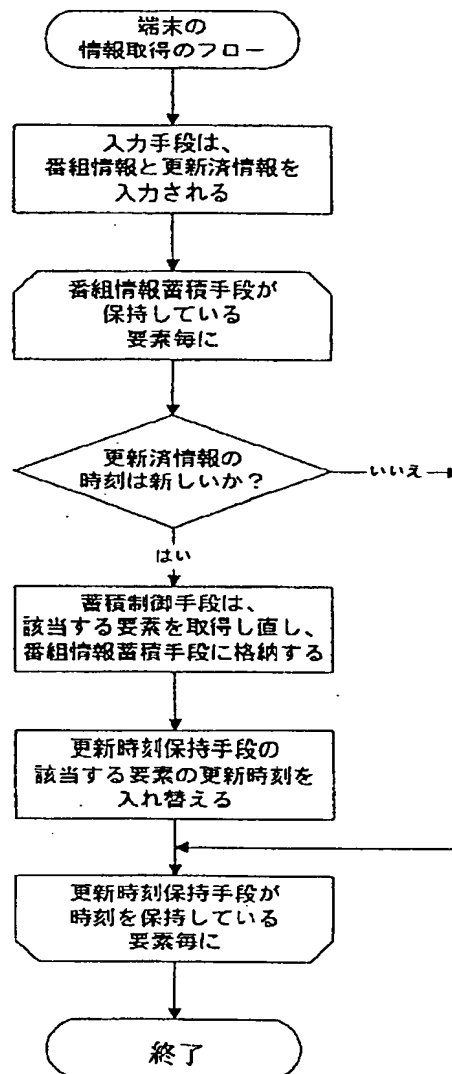 端末の
情報取得のフロー
入力手段は、
番組情報と更新済情報を
入力される
番組情報蓄積手段が
保持している
要素毎に
更新済情報の
時刻は新しいか？
いいえ
はい
蓄積制御手段は、
該当する要素を取得し直し、
番組情報蓄積手段に格納する
更新時刻保持手段の
該当する要素の更新時刻を
入れ替える
更新時刻保持手段が
時刻を保持している
要素毎に
終了